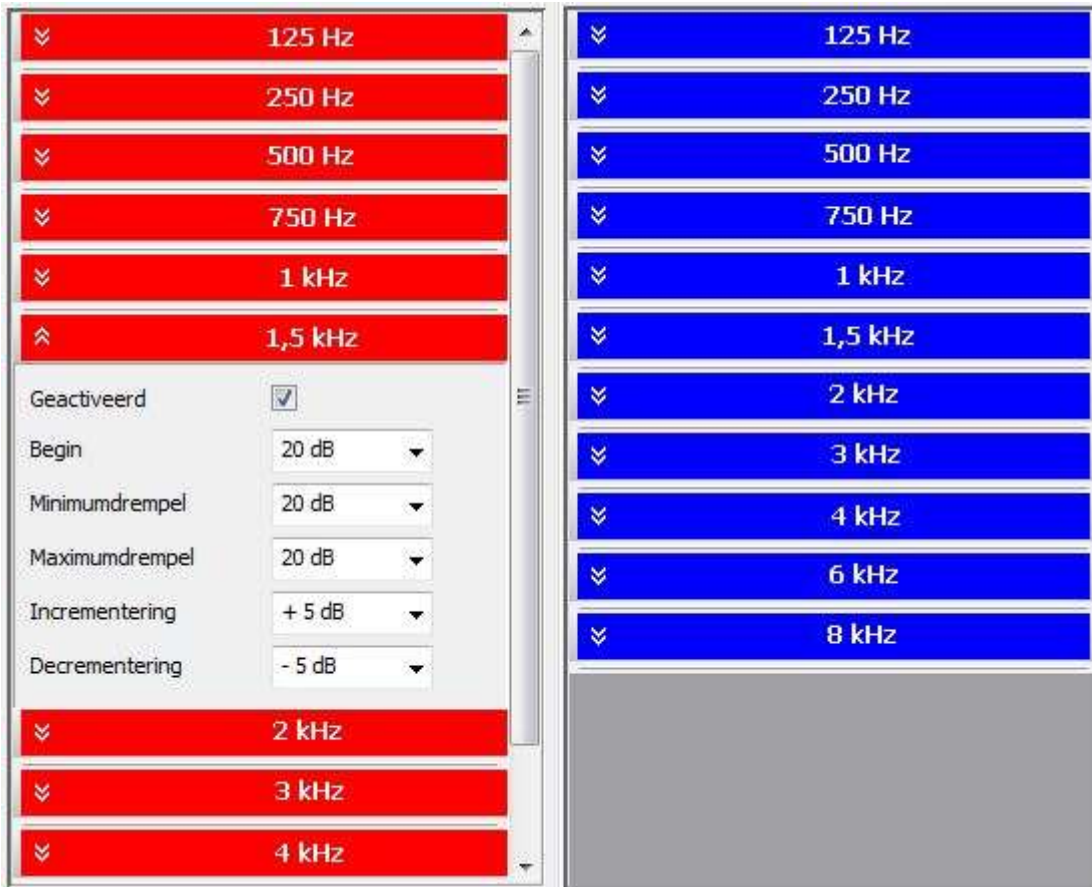 125 Hz
250 Hz
500 Hz
750 Hz
1 kHz
1,5 kHz
Geactiveerd
Begin 20 dB
Minimumdrempel 20 dB
Maximumdrempel 20 dB
Incrementering + 5 dB
Decrementering - 5 dB
2 kHz
3 kHz
4 kHz
125 Hz
250 Hz
500 Hz
750 Hz
1 kHz
1,5 kHz
2 kHz
3 kHz
4 kHz
6 kHz
8 kHz